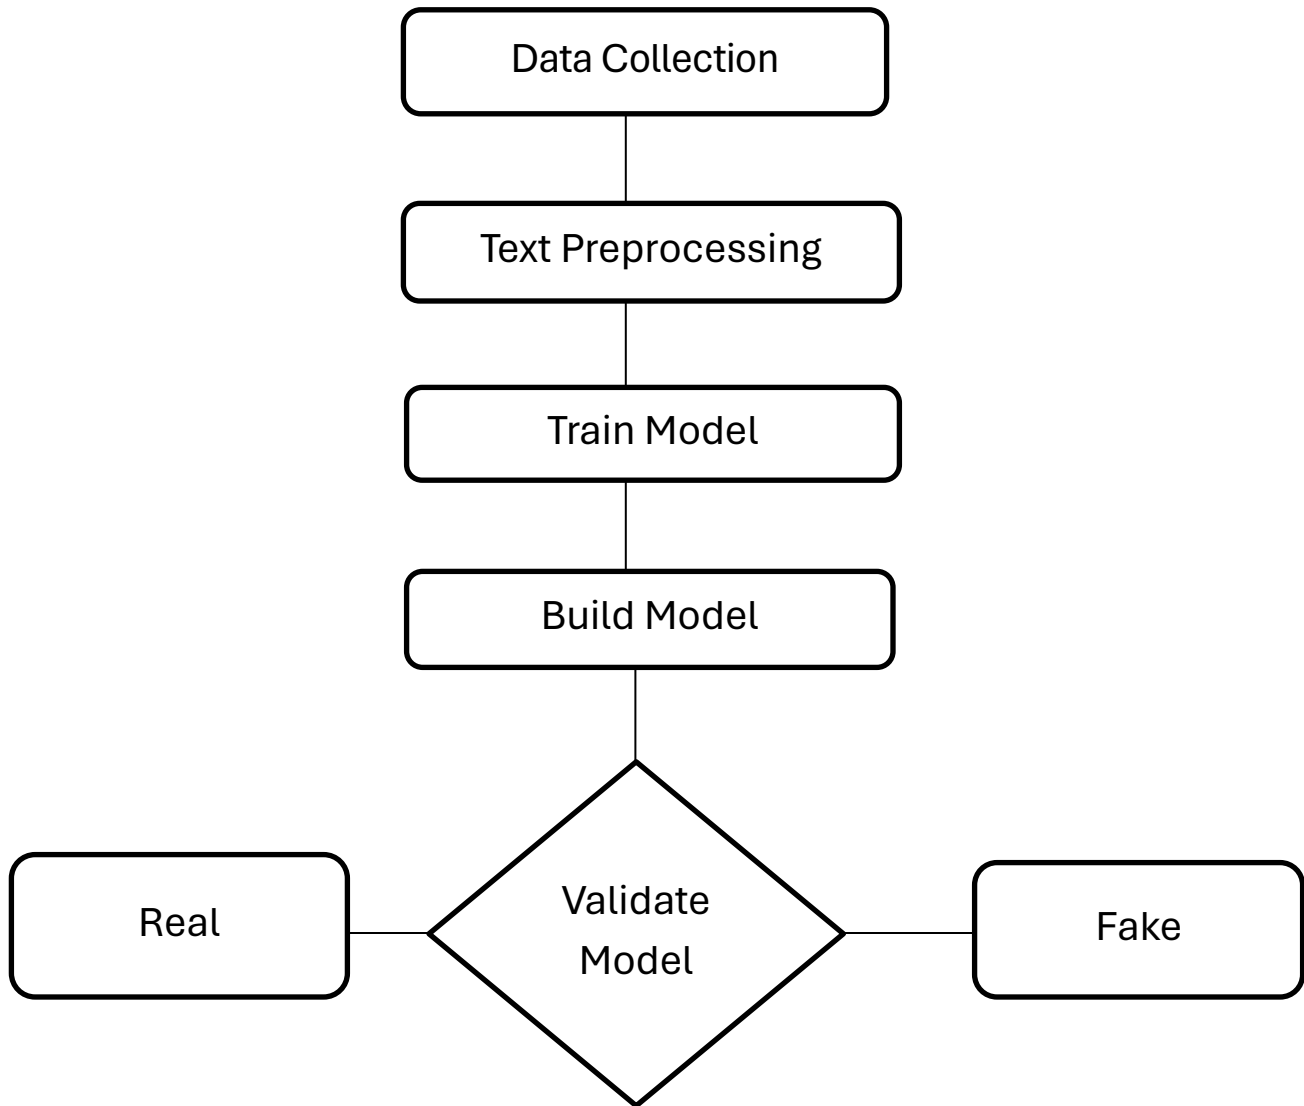 Data Collection
Text Preprocessing
Train Model
Build Model
Validate
Model
Real
Fake